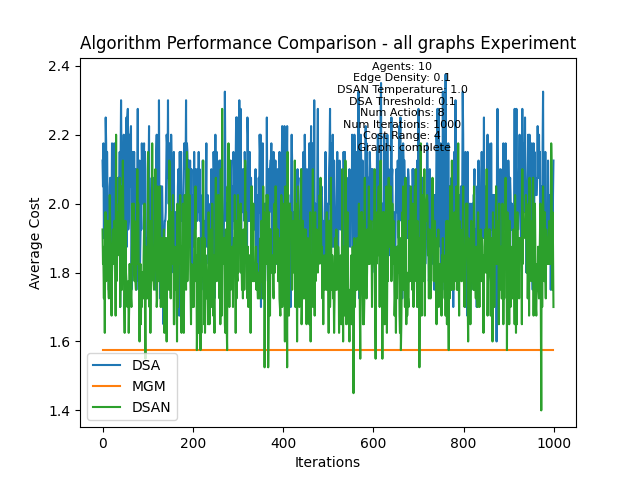 Algorithm Performance Comparison - all graphs Experiment
Agents: 10
Edge Density: 0.1
DSAN Temperature: 1.0
DSA Threshold: 0.1
Num Actions: 8
Num Iterations: 1000
Cost Range: 4
Graph: complete
2.4
2.2
2.0
1.8
1.6
1.4
Average Cost
DSA
MGM
DSAN
0
200
400
600
800
1000
Iterations